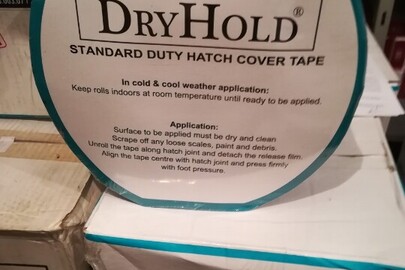 DRYHOLD®
STANDARD DUTY HATCH COVER TAPE
In cold & cool weather application:
Keep rolls indoors at room temperature until ready to be applied.
Application:
Surface to be applied must be dry and clean
Scrape off any loose scales, paint and debris.
Unroll the tape along hatch joint and detach the release film.
Align the tape centre with hatch joint and press firmly
with foot pressure.